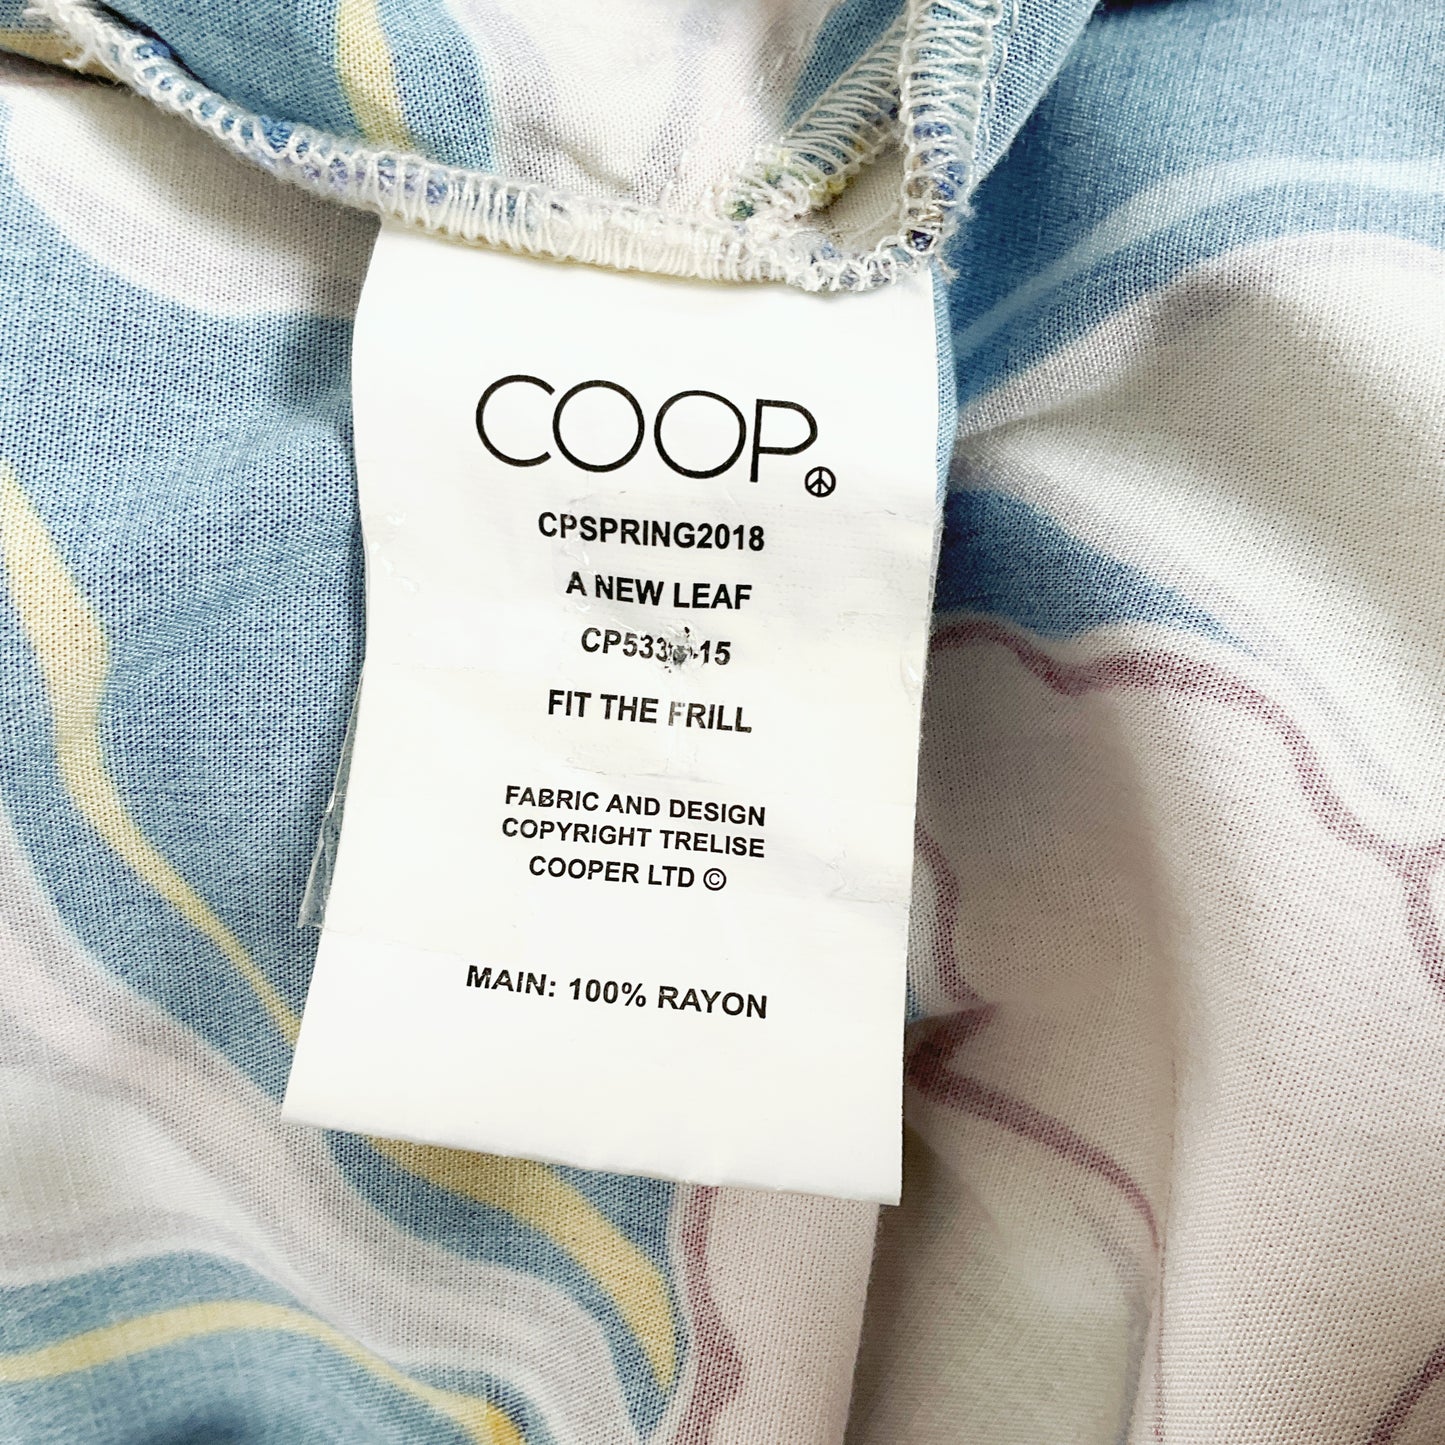 COOP.
CPSPRING2018
A NEW LEAF
FIT THE FRILL
FABRIC AND DESIGN
COPYRIGHT TRELISE
COOPER LTD ©
MAIN: 100% RAYON